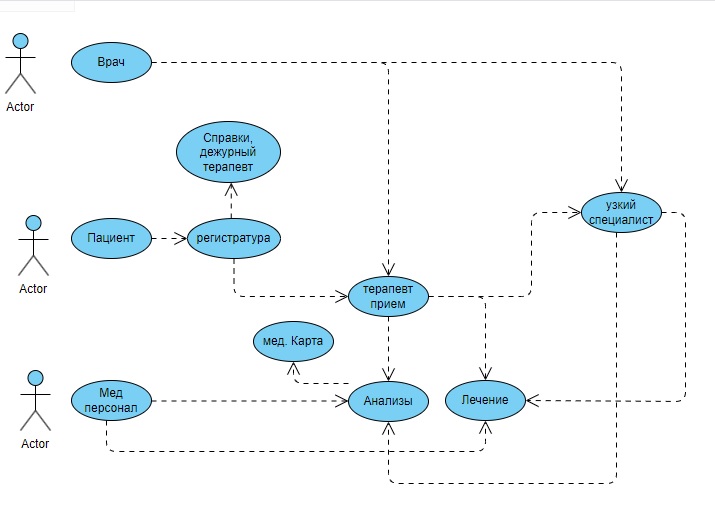 Врач
Actor
Справки,
дежурный
терапевт
узкий
специалист
Пациент
регистратура
Actor
терапевт
прием
мед. Карта
Мед
персонал
Анализы
Лечение
Actor